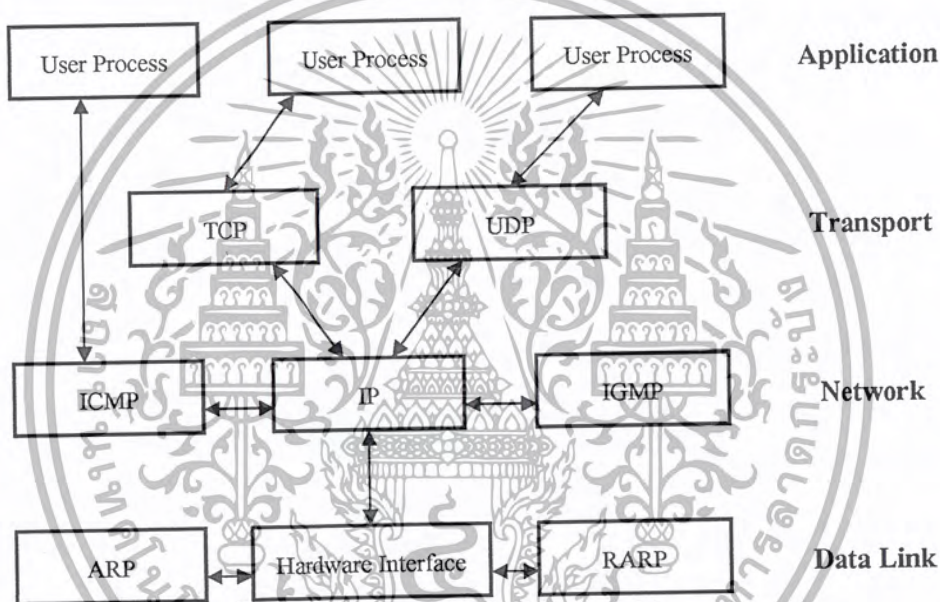 User Process User Process User Process Application
TCP UDP Transport
ICMP IP IGMP Network
ARP Hardware Interface RARP Data Link